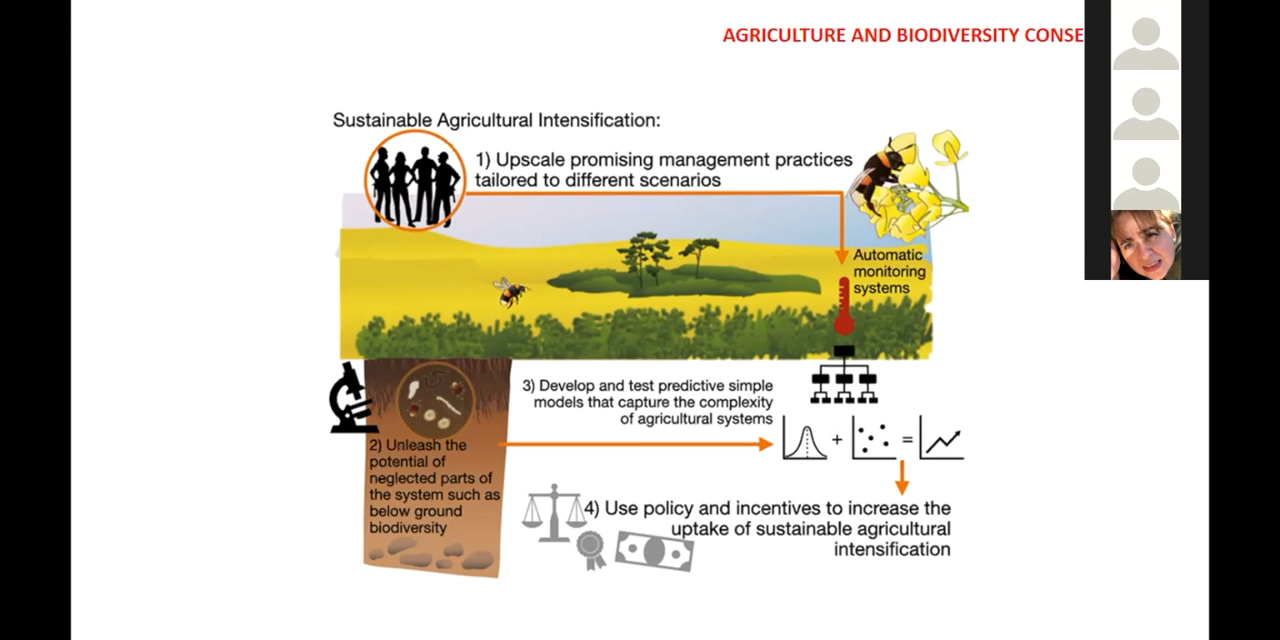 AGRICULTURE AND BIODIVERSITY CONSE
Sustainable Agricultural Intensification:
1) Upscale promising management practices
tailored to different scenarios
Automatic
monitoring
systems
2) Unleash the
potential of
neglected parts of
the system such as
below ground
biodiversity
3) Develop and test predictive simple
models that capture the complexity
of agricultural systems
+
=
4) Use policy and incentives to increase the
uptake of sustainable agricultural
intensification